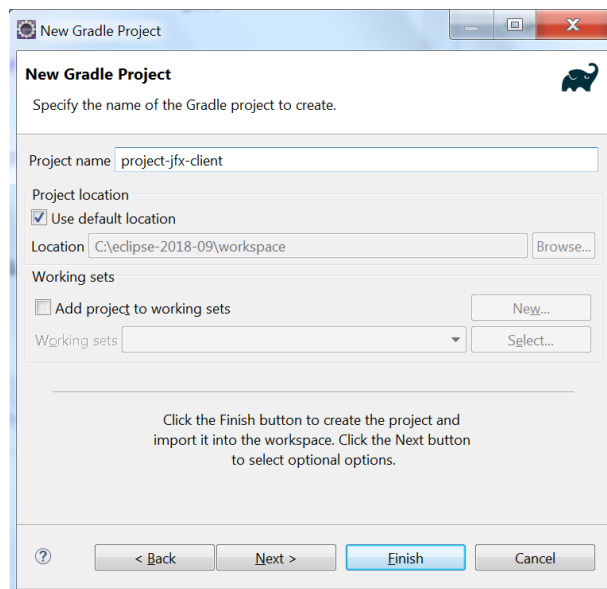 New Gradle Project
New Gradle Project
Specify the name of the Gradle project to create.
Project name project-jfx-client
Project location
Use default location
Location C:\eclipse-2018-09\workspace Browse...
Working sets
Add project to working sets New...
Working sets Select...
Click the Finish button to create the project and
import it into the workspace. Click the Next button
to select optional options.
? < Back Next > Finish Cancel